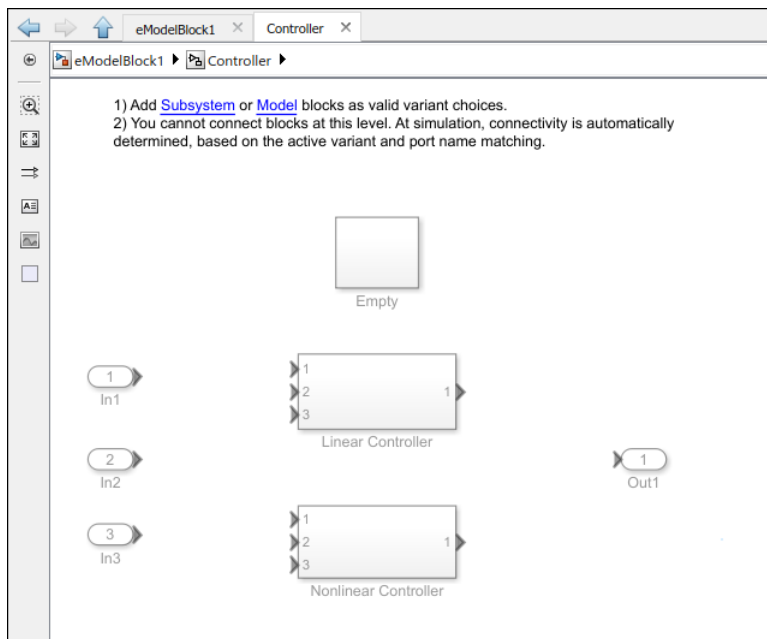 eModelBlock1 Controller
eModelBlock1 Controller
1) Add Subsystem or Model blocks as valid variant choices.
2) You cannot connect blocks at this level. At simulation, connectivity is automatically
determined, based on the active variant and port name matching.
Empty
1
In1
1
2
3
1
Linear Controller
2
In2
1
Out1
3
In3
1
2
3
1
Nonlinear Controller